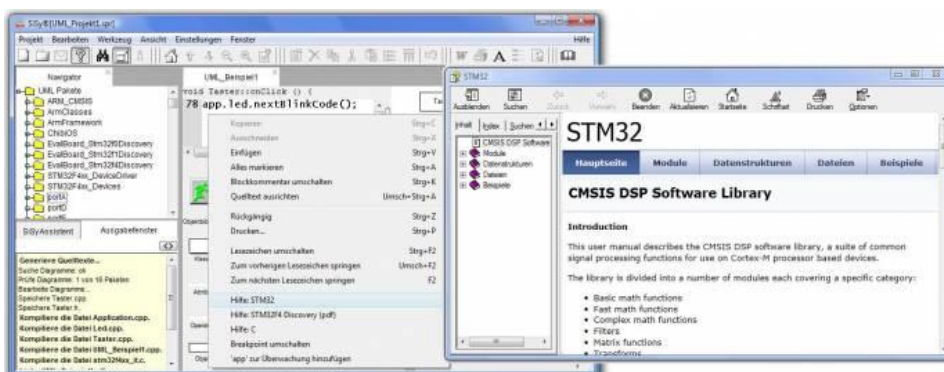 SiSy®[UML_Projekt1.spr]
Projekt Bearbeiten Werkzeug Ansicht Einstellungen Fenster Hilfe
Navigator
UML Pakete
ARM_CMSIS
ArmClasses
ArmFramework
ChibiOS
EvalBoard_Stm32f0Discovery
EvalBoard_Stm32f3Discovery
EvalBoard_Stm32f4Discovery
STM32F4xx_DeviceDriver
STM32F4xx_Devices
portA
portD
SiSyAssistent Ausgabefenster
Generiere Quelltexte...
Suche Diagramme: ok
Prüfe Diagramme: 1 von 16 Paketen
Bearbeite Diagramme...
Speichere Taster.cpp
Speichere Taster.h.
Kompiliere die Datei Application.cpp.
Kompiliere die Datei Led.cpp.
Kompiliere die Datei Taster.cpp.
Kompiliere die Datei UML_Beispiel1.cpp.
Kompiliere die Datei stm32f4xx_it.c.
UML_Beispiel1
void Taster::onClick () {
78 app.led.nextBlinkCode();
Kopieren Strg+C
Ausschneiden Strg+X
Einfügen Strg+V
Alles markieren Strg+A
Blockkommentar umschalten Strg+K
Quelltext ausrichten Umsch+Strg+A
Rückgängig Strg+Z
Drucken... Strg+P
Lesezeichen umschalten Strg+F2
Zum vorherigen Lesezeichen springen Umsch+F2
Zum nächsten Lesezeichen springen F2
Hilfe: STM32
Hilfe: STM32F4 Discovery (pdf)
Hilfe: C
Breakpoint umschalten
'app' zur Überwachung hinzufügen
STM32
Ausblenden Suchen Zurück Vorwärts Beenden Aktualisieren Startseite Schriftart Drucken Optionen
Inhalt Index Suchen
CMSIS DSP Software
Module
Datenstrukturen
Dateien
Beispiele
STM32
Hauptseite Module Datenstrukturen Dateien Beispiele
CMSIS DSP Software Library
Introduction
This user manual describes the CMSIS DSP software library, a suite of common
signal processing functions for use on Cortex-M processor based devices.
The library is divided into a number of modules each covering a specific category:
• Basic math functions
• Fast math functions
• Complex math functions
• Filters
• Matrix functions
• Transforms